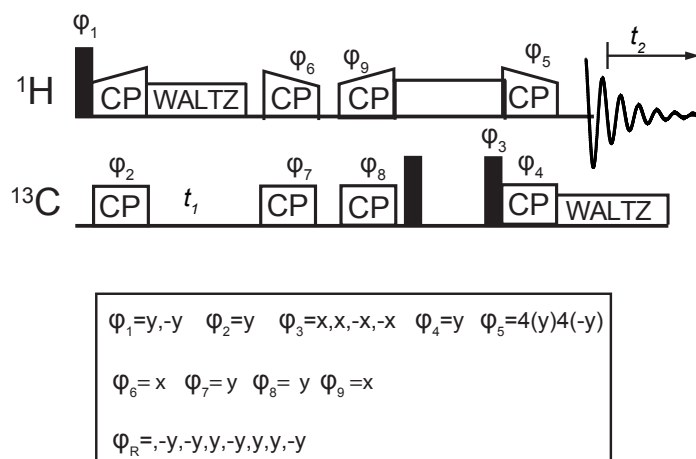 φ₁
φ₆ φ₉ φ₅ t₂
¹H CP WALTZ CP CP CP
φ₂ φ₇ φ₈ φ₃ φ₄
¹³C CP t₁ CP CP CP WALTZ
φ₁=y,-y φ₂=y φ₃=x,x,-x,-x φ₄=y φ₅=4(y)4(-y)
φ₆= x φ₇= y φ₈= y φ₉=x
φ_R=,-y,-y,y,-y,y,y,-y